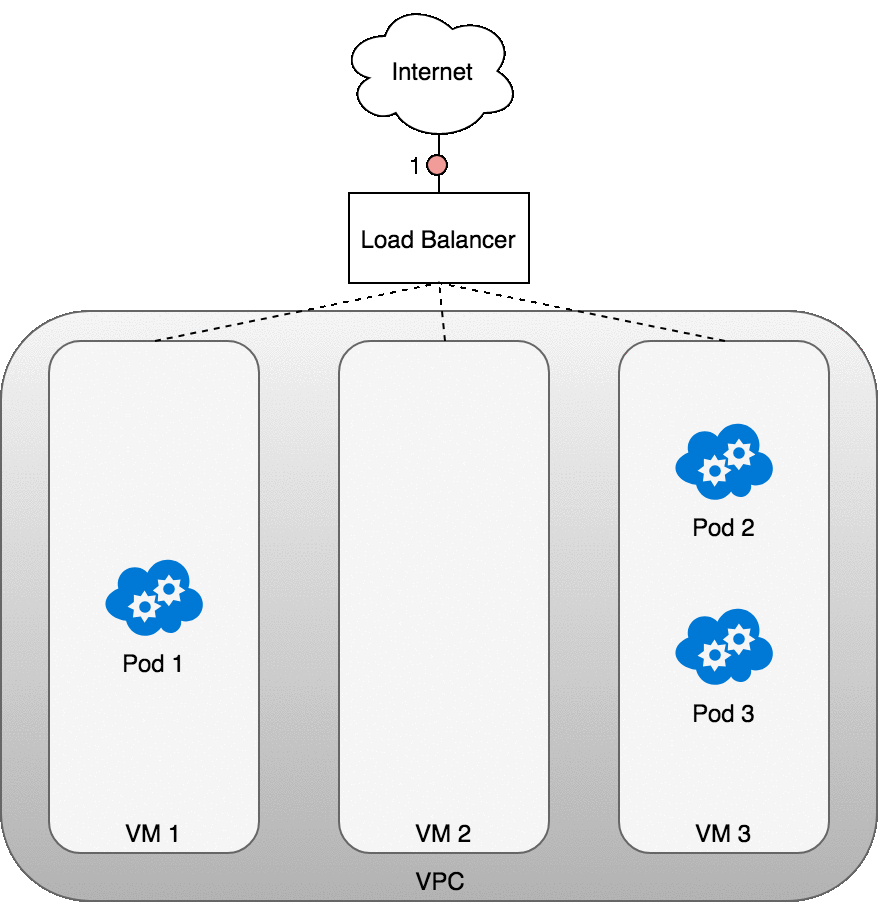 Internet
1
Load Balancer
Pod 2
Pod 1
Pod 3
VM 1
VM 2
VM 3
VPC